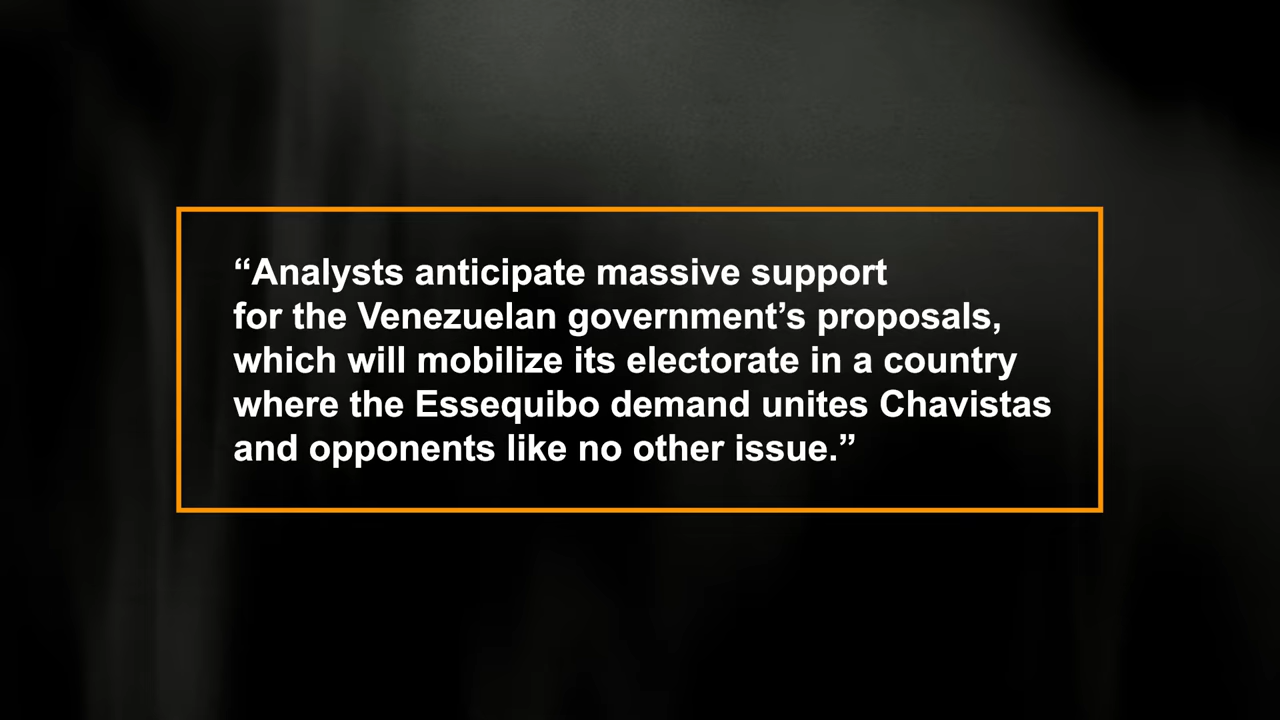 “Analysts anticipate massive support
for the Venezuelan government’s proposals,
which will mobilize its electorate in a country
where the Essequibo demand unites Chavistas
and opponents like no other issue.”